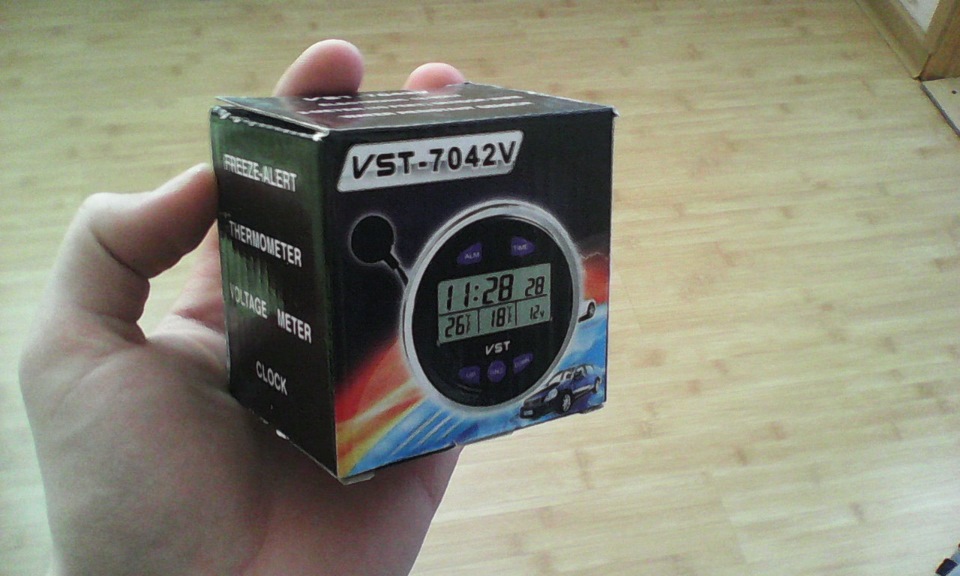 VST-7042V
FREEZE-ALERT
THERMOMETER
VOLTAGE METER
CLOCK
ALM
TIME
11:28 28
26 18 12v
VST